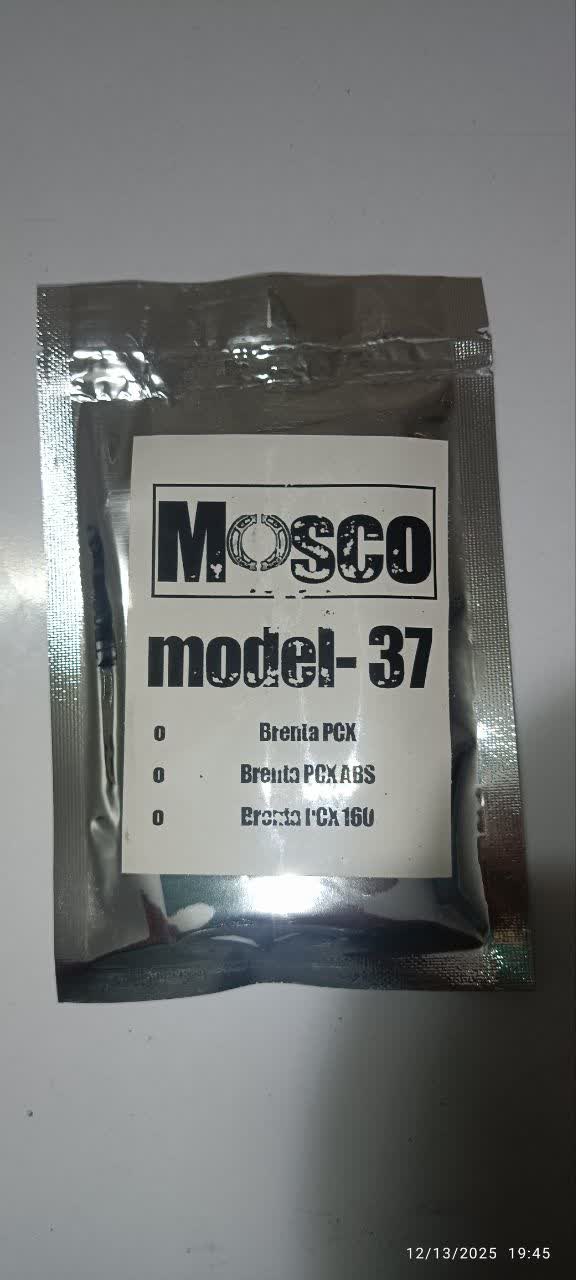 Mosco
model- 37
o Brenta PCX
o Brenta PCX ABS
o Brenta PCX 160
12/13/2025 19:45